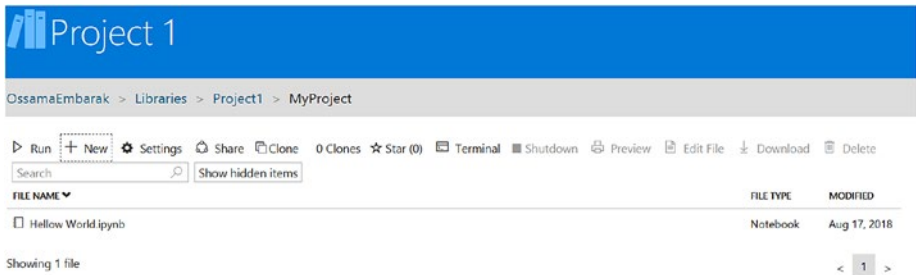 Project 1
OssamaEmbarak > Libraries > Project1 > MyProject
Run + New Settings Share Clone 0 Clones Star (0) Terminal Shutdown Preview Edit File Download Delete
Search Show hidden items
FILE NAME FILE TYPE MODIFIED
Hellow World.ipynb Notebook Aug 17, 2018
Showing 1 file < 1 >